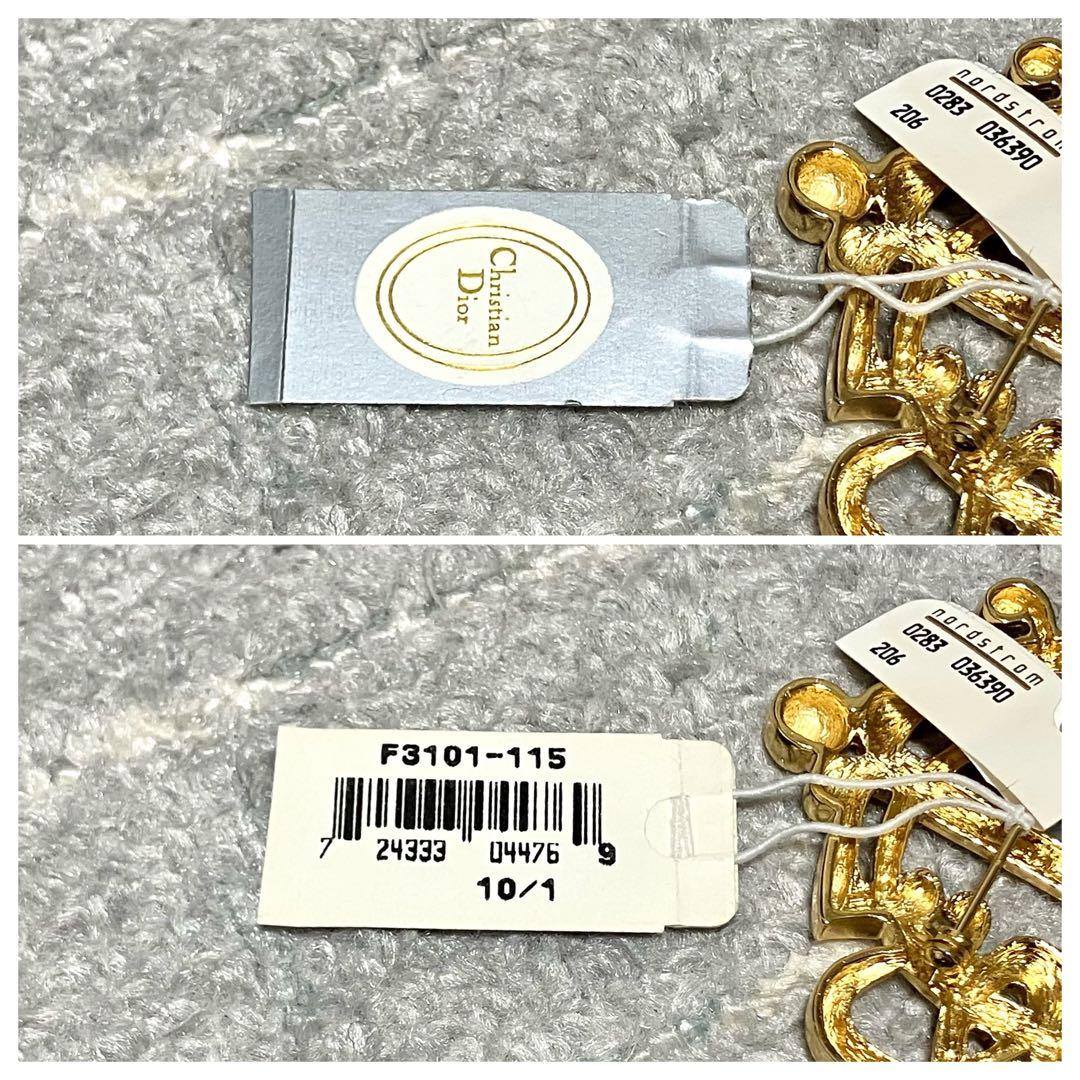 nordstrom
0283 036390
206
Christian
Dior
nordstrom
0283 036390
206
F3101-115
7 24333 04476 9
10/1